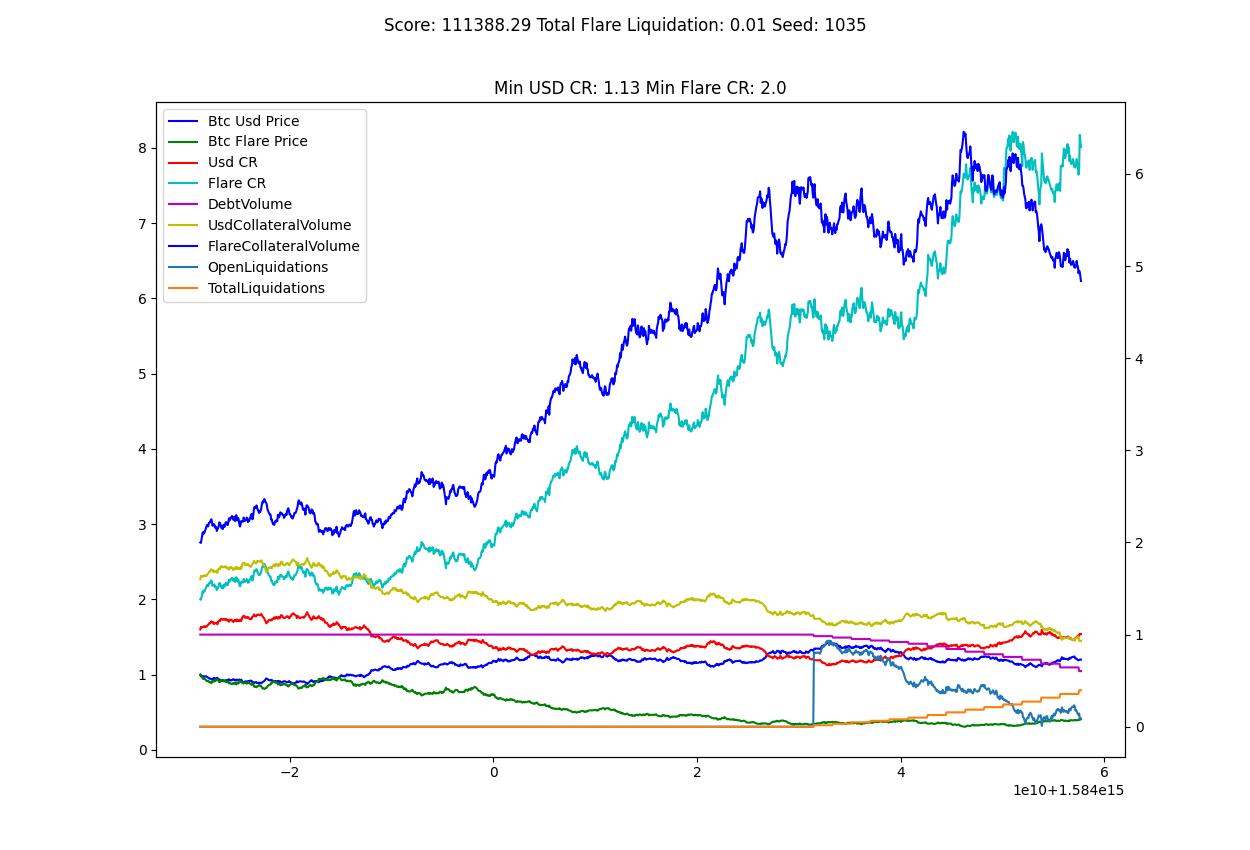 Score: 111388.29 Total Flare Liquidation: 0.01 Seed: 1035
Min USD CR: 1.13 Min Flare CR: 2.0
Btc Usd Price
Btc Flare Price
Usd CR
Flare CR
DebtVolume
UsdCollateralVolume
FlareCollateralVolume
OpenLiquidations
TotalLiquidations
8
7
6
5
4
3
2
1
0
6
5
4
3
2
1
0
−2
0
2
4
6
1e10+1.584e15